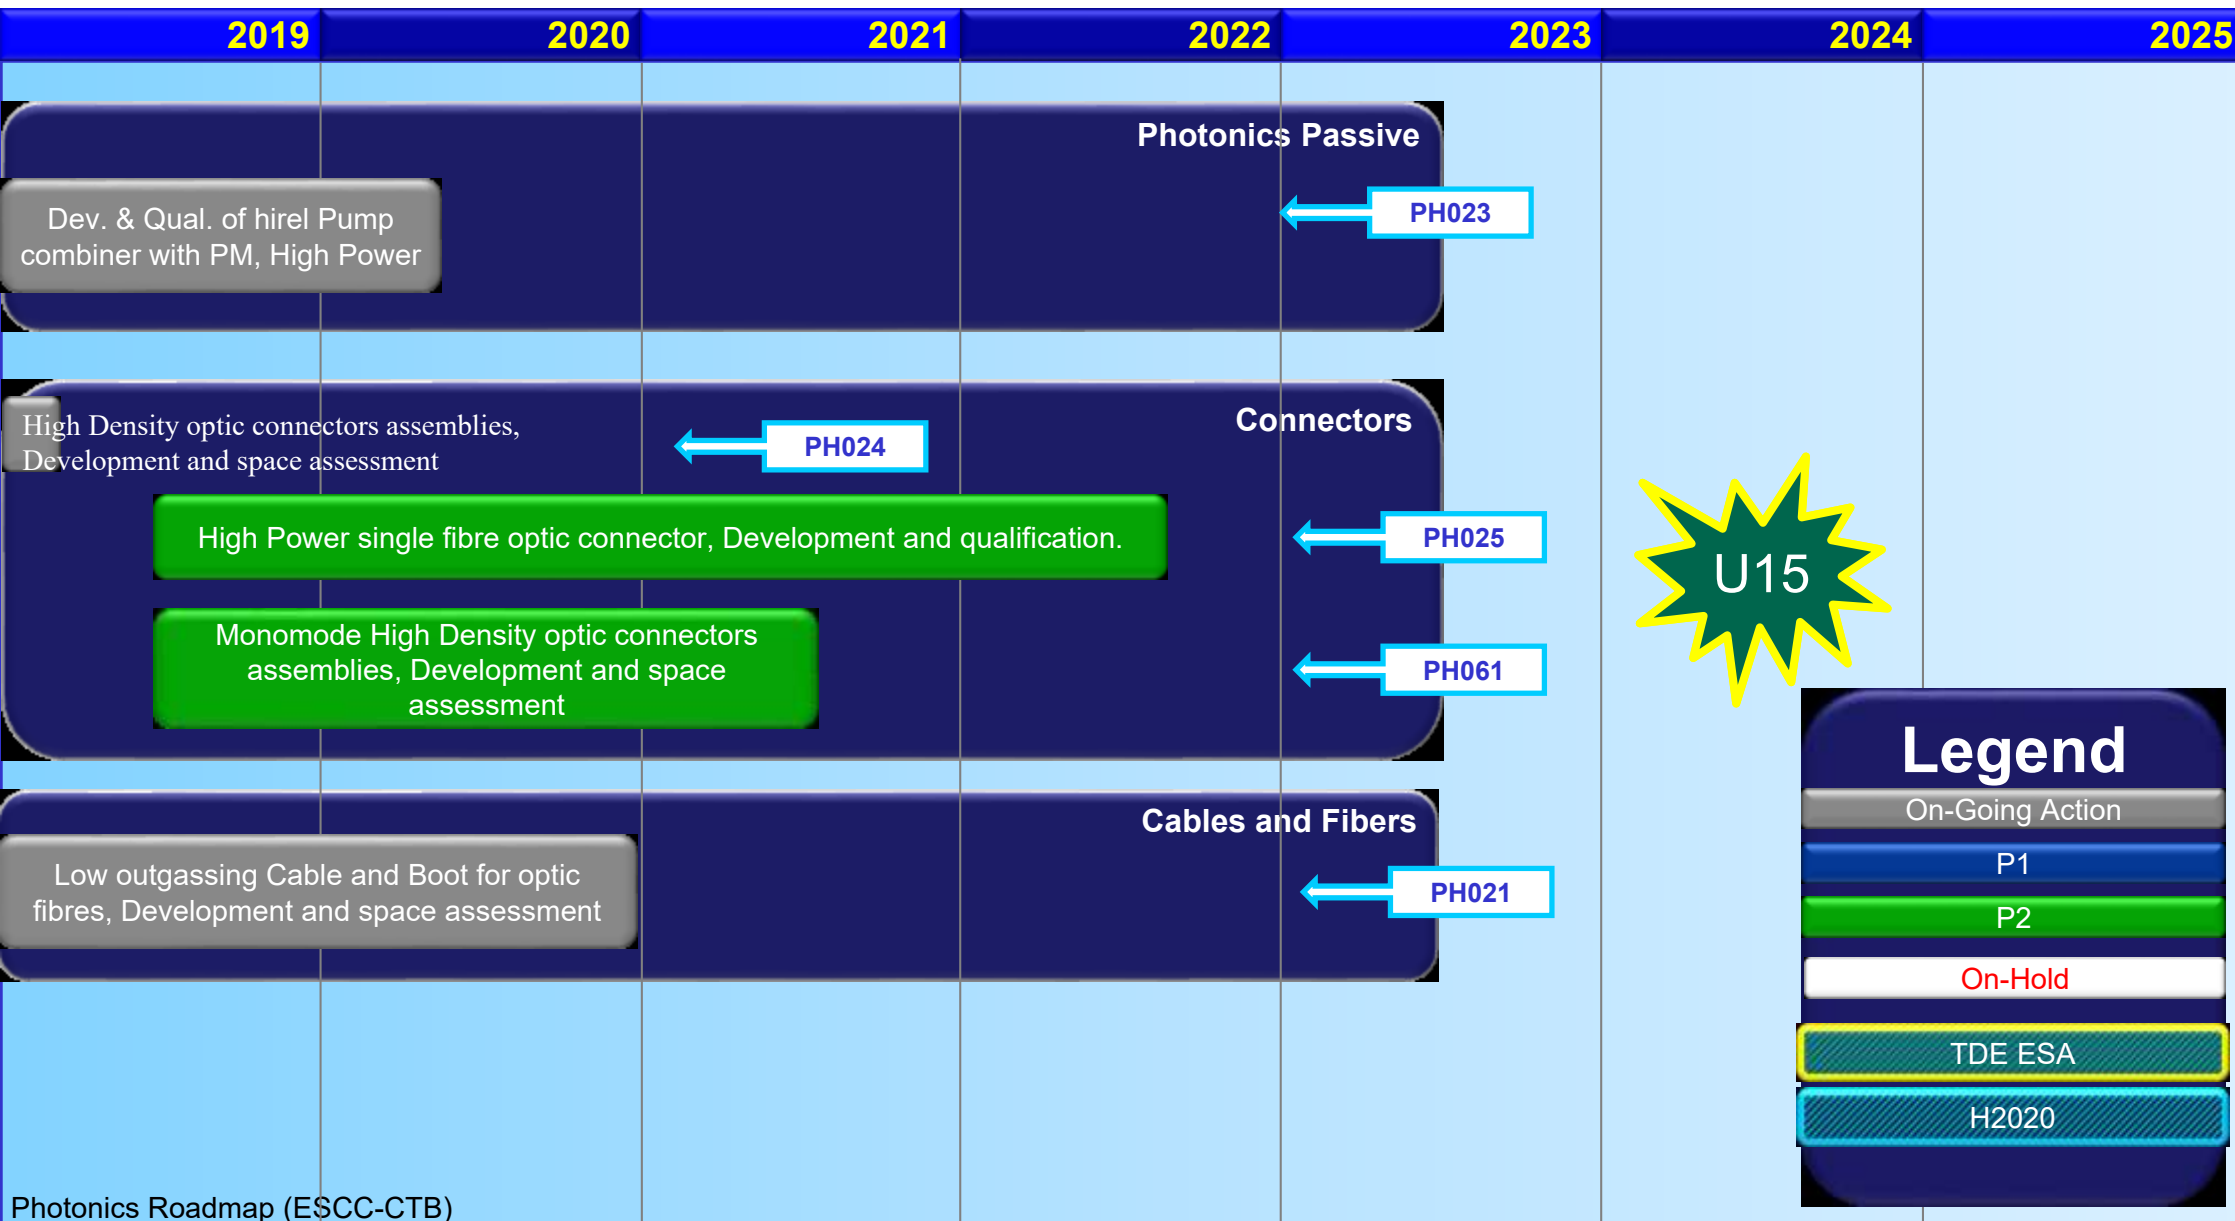 2019 2020 2021 2022 2023 2024 2025
Photonics Passive
Dev. & Qual. of hirel Pump
combiner with PM, High Power
PH023
Connectors
High Density optic connectors assemblies,
Development and space assessment
PH024
High Power single fibre optic connector, Development and qualification.
PH025
U15
Monomode High Density optic connectors
assemblies, Development and space
assessment
PH061
Cables and Fibers
Low outgassing Cable and Boot for optic
fibres, Development and space assessment
PH021
Legend
On-Going Action
P1
P2
On-Hold
TDE ESA
H2020
Photonics Roadmap (ESCC-CTB)